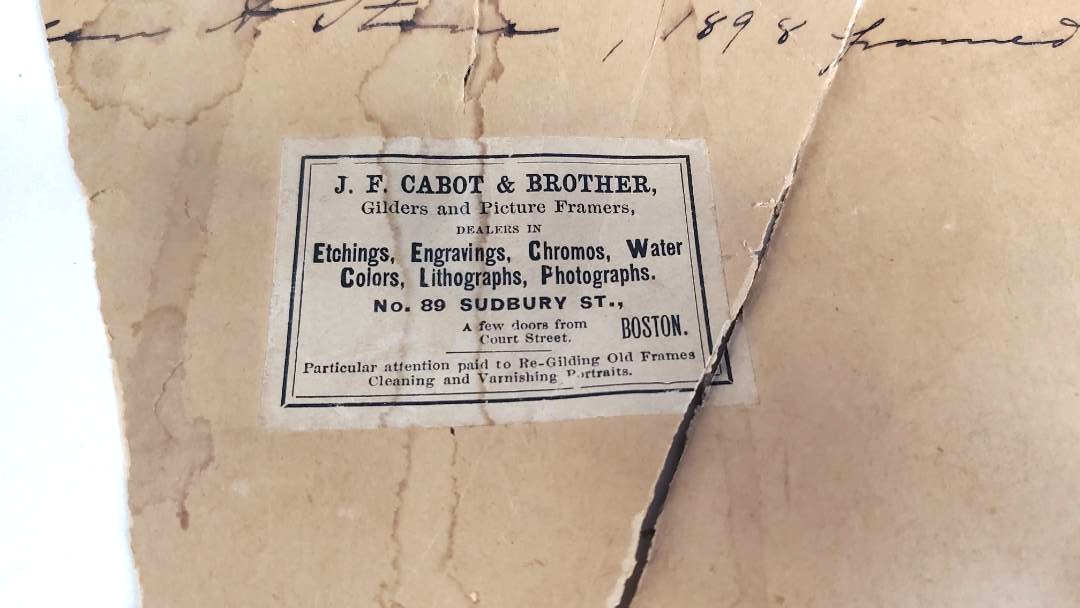 A. Stone, 1898 framed
J. F. CABOT & BROTHER,
Gilders and Picture Framers,
DEALERS IN
Etchings, Engravings, Chromos, Water
Colors, Lithographs, Photographs.
No. 89 SUDBURY ST.,
A few doors from
Court Street.
BOSTON.
Particular attention paid to Re-Gilding Old Frames
Cleaning and Varnishing Portraits.